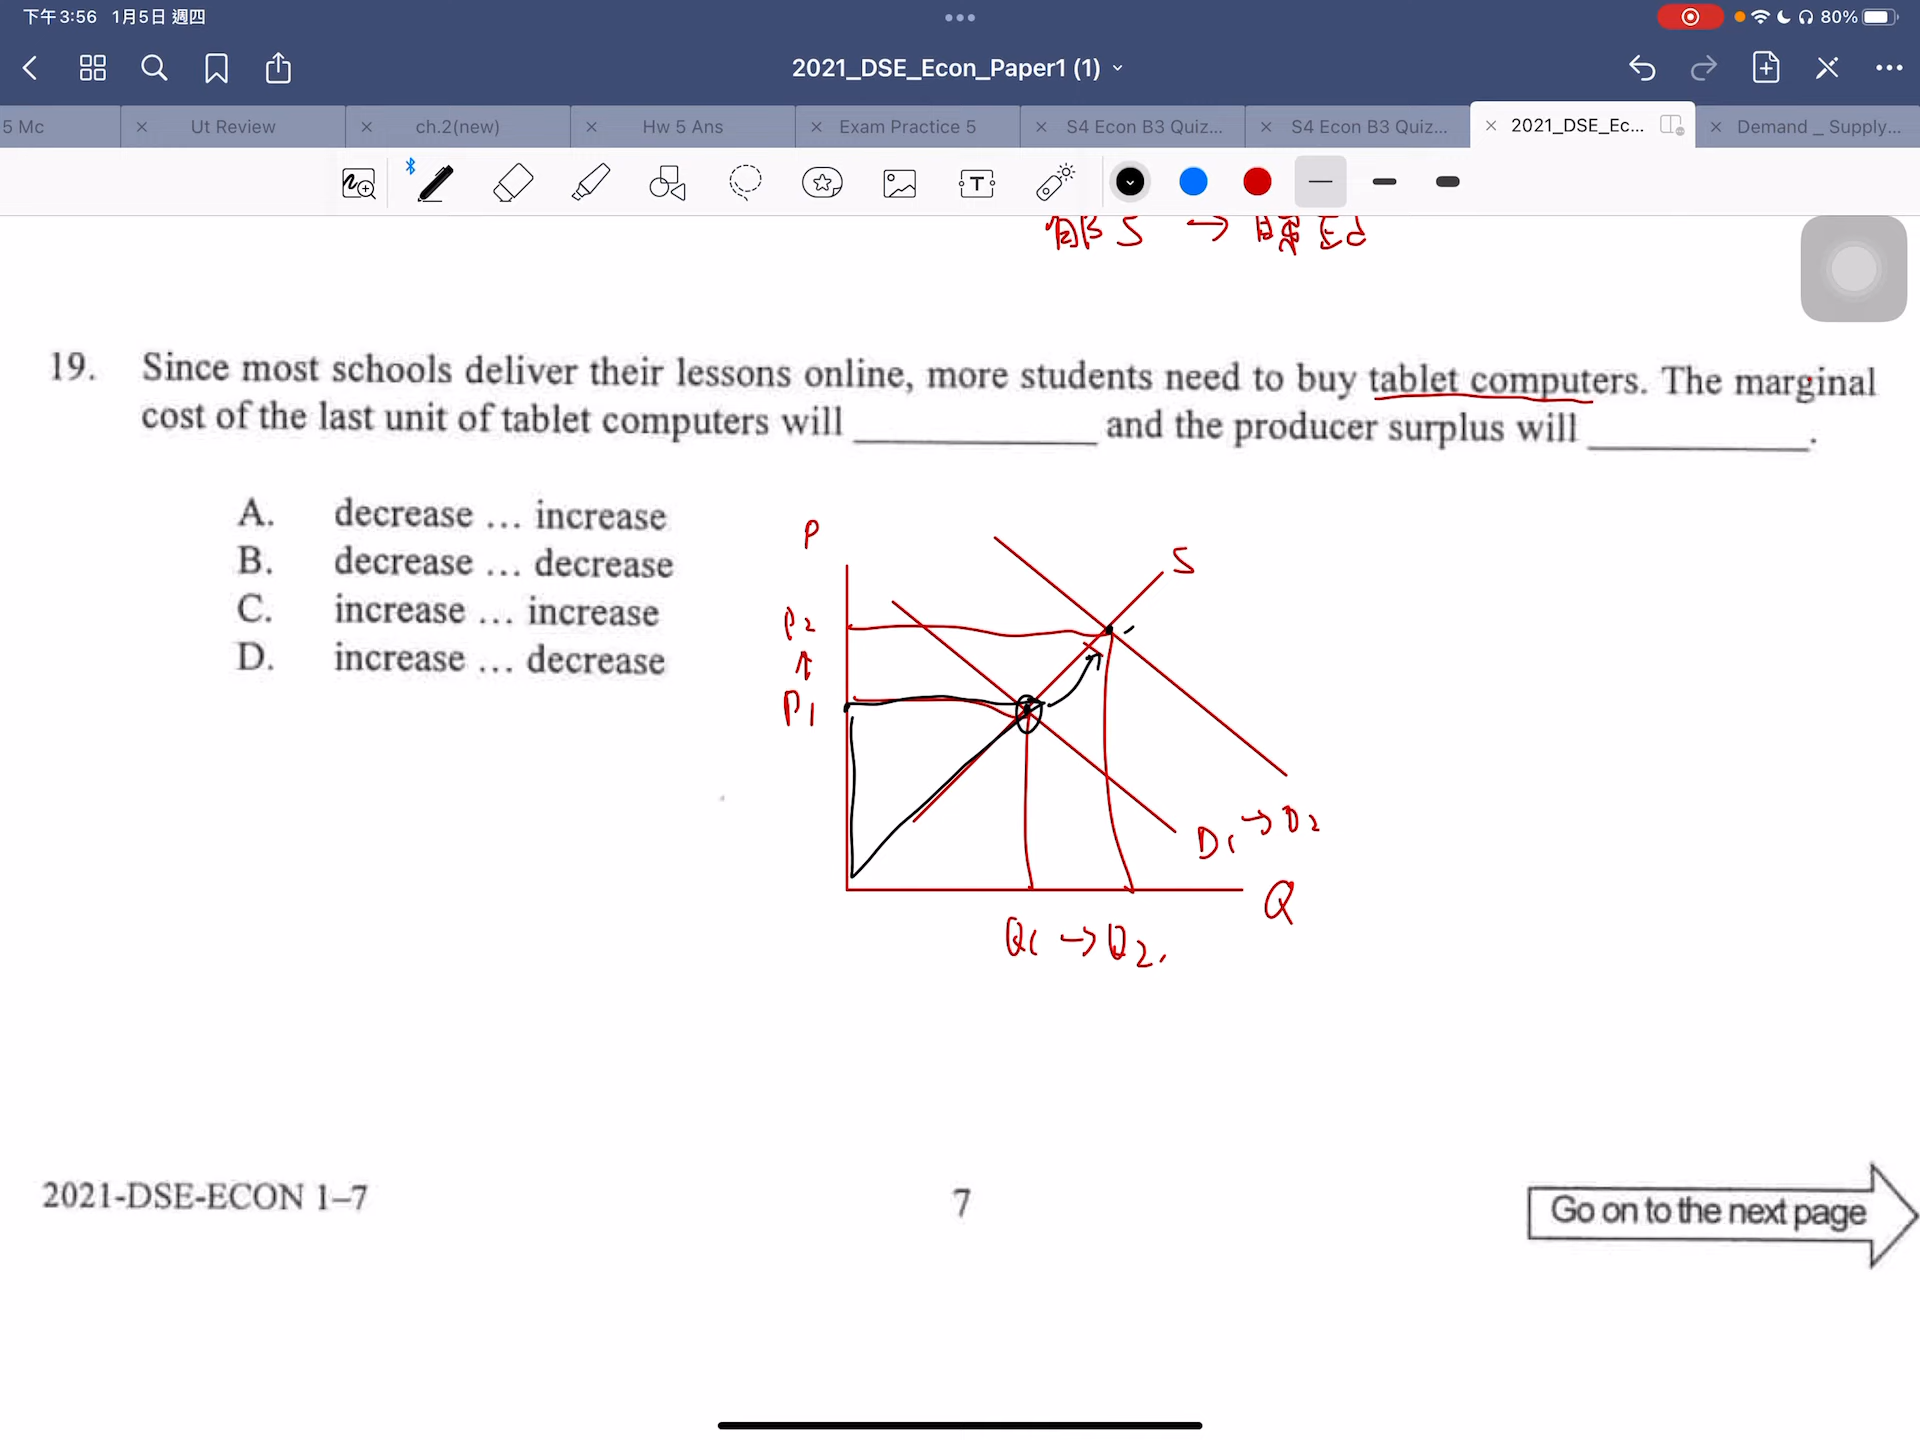 下午3:56 1月5日 週四
80%
2021_DSE_Econ_Paper1 (1)
5 Mc
Ut Review
ch.2(new)
Hw 5 Ans
Exam Practice 5
S4 Econ B3 Quiz...
S4 Econ B3 Quiz...
2021_DSE_Ec...
Demand _ Supply...
S → Ed
19. Since most schools deliver their lessons online, more students need to buy tablet computers. The marginal
cost of the last unit of tablet computers will ____________ and the producer surplus will ___________.
A. decrease ... increase
B. decrease ... decrease
C. increase ... increase
D. increase ... decrease
P
S
P2
↑
P1
D1 → D2
Q
Q1 → Q2
2021-DSE-ECON 1–7
7
Go on to the next page